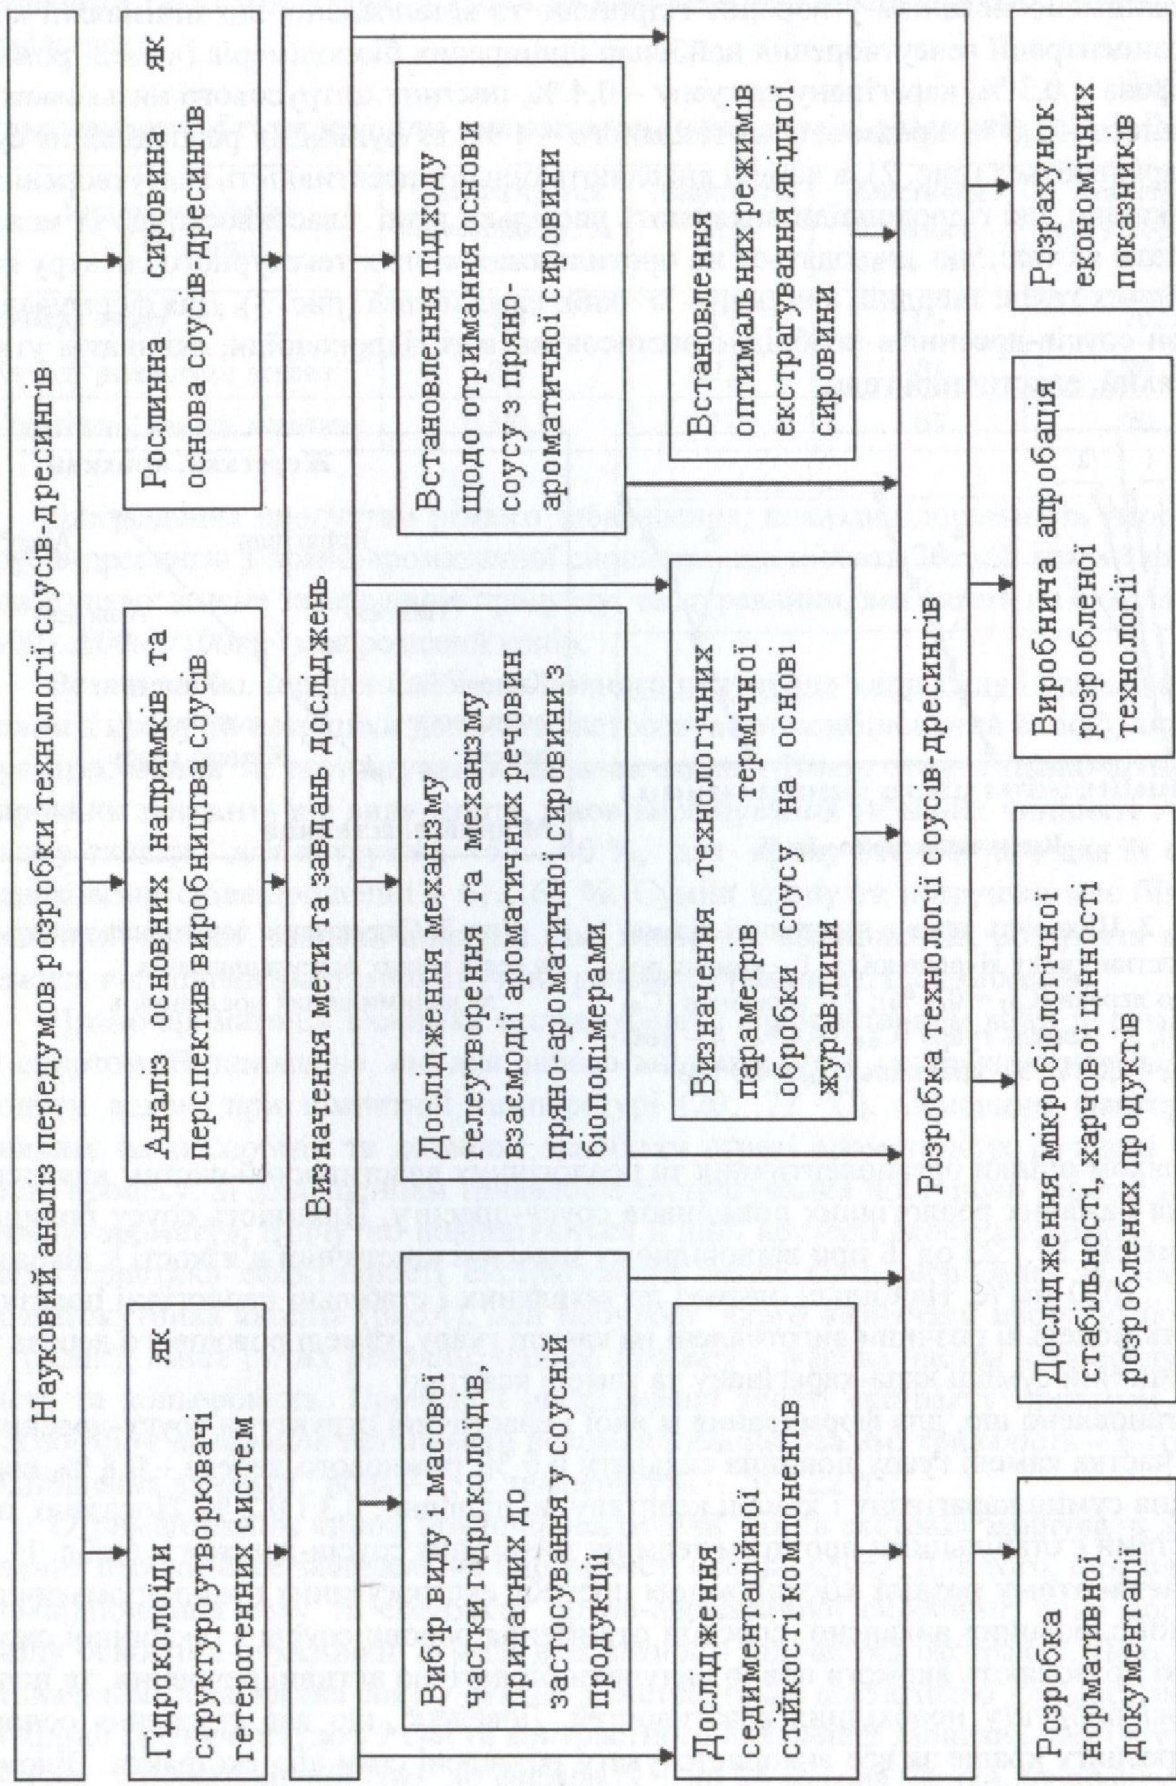 Науковий аналіз передумов розробки технології соусів-дресингів
Гідроколоїди як
структуроутворювачі
гетерогенних систем
Аналіз основних напрямків та
перспектив виробництва соусів
Рослинна сировина як
основа соусів-дресингів
Визначення мети та завдань досліджень
Вибір виду та масової
частки гідроколоїдів,
придатних до
застосування у соусній
продукції
Дослідження механізму
гелеутворення та механізму
взаємодії ароматичних речовин
пряно-ароматичної сировини з
біополімерами
Встановлення підходу
щодо отримання основи
соусу з пряно-
ароматичної сировини
Дослідження
седиментаційної
стійкості компонентів
Визначення технологічних
параметрів термічної
обробки соусу на основі
журавлини
Встановлення
оптимальних режимів
екстрагування ягідної
сировини
Розробка технології соусів-дресингів
Розробка
нормативної
документації
Дослідження мікробіологічної
стабільності, харчової цінності
розроблених продуктів
Виробнича апробація
розробленої
технології
Розрахунок
економічних
показників